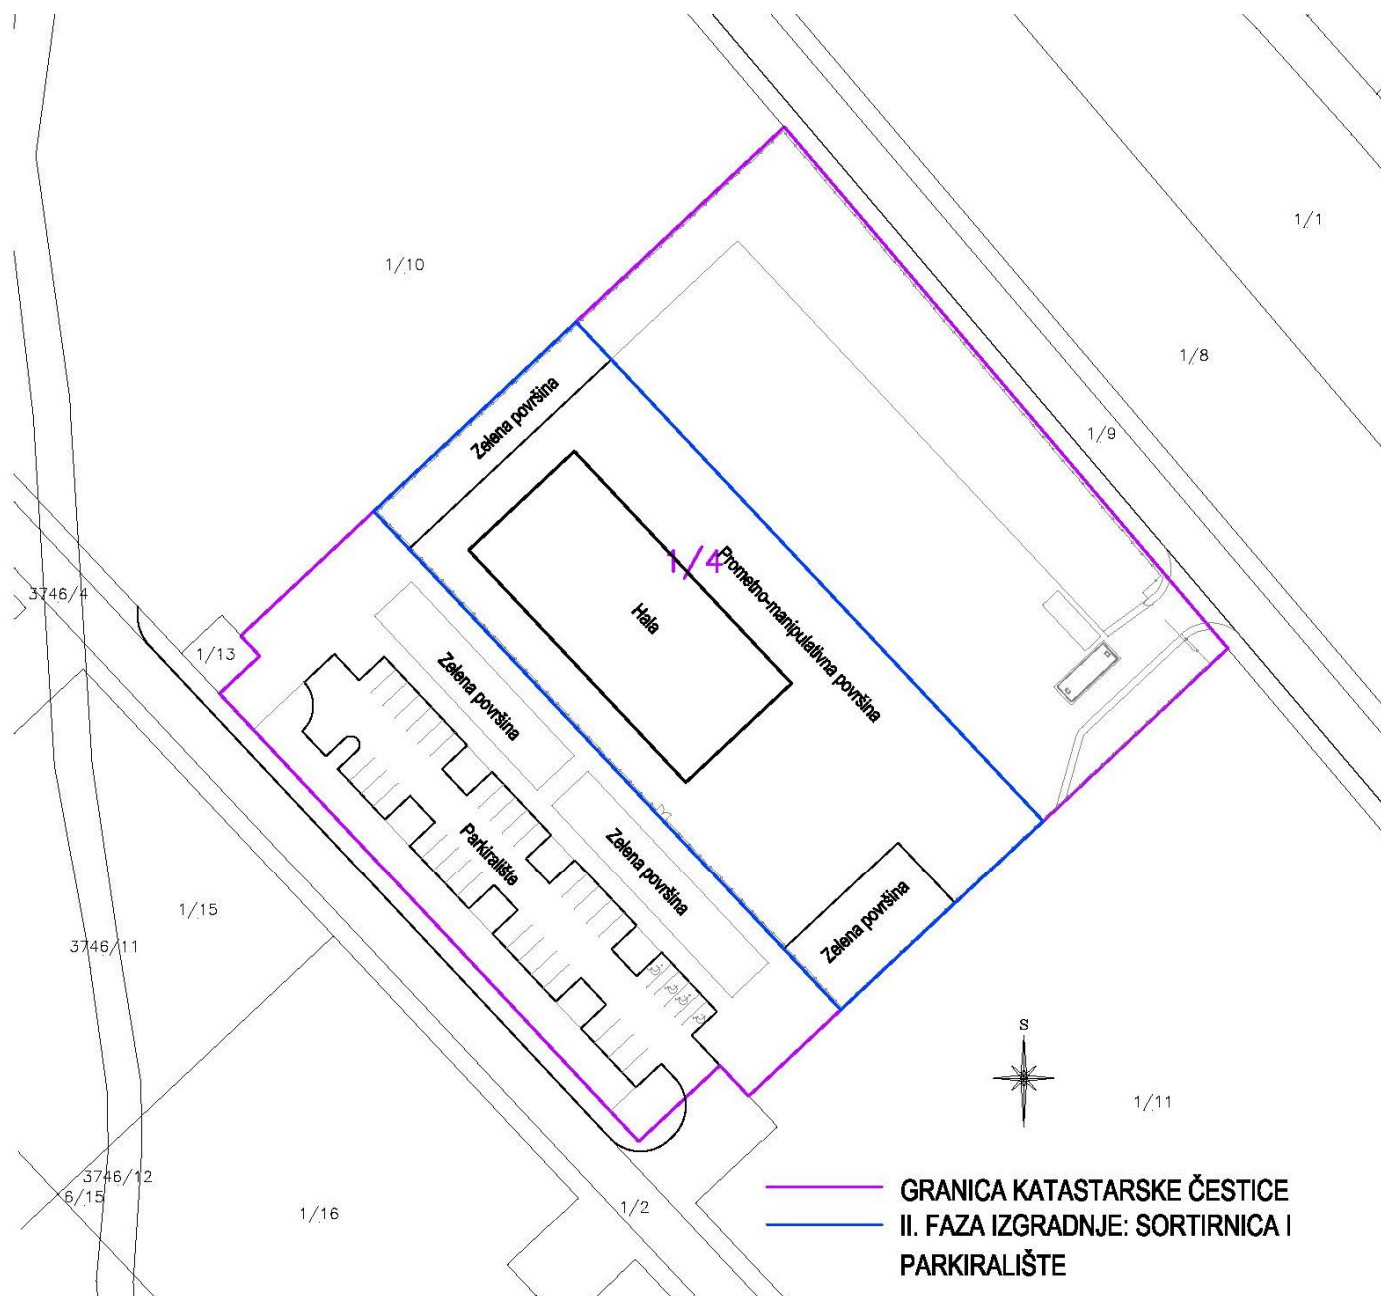 1/1
1/10
1/8
Zelena površina
1/9
1/4
Prometno-manipulativna površina
3746/4
Hala
1/13
Zelena površina
Parkiralište
Zelena površina
1/15
Zelena površina
3746/11
S
1/11
3746/12
6/15
1/16
1/2
GRANICA KATASTARSKE ČESTICE
II. FAZA IZGRADNJE: SORTIRNICA I
PARKIRALIŠTE